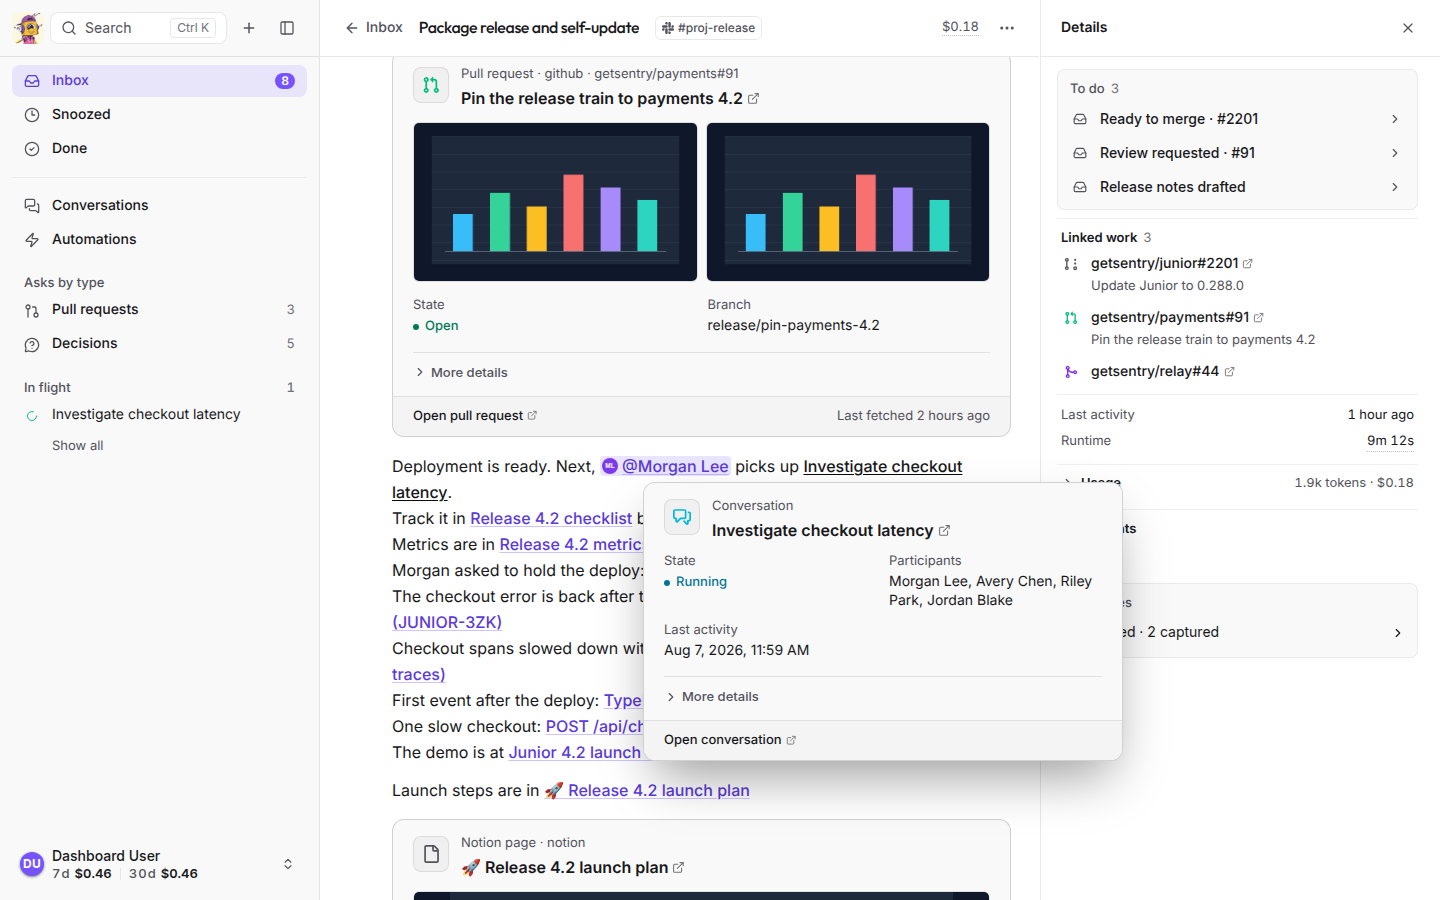 Search
Ctrl K
Inbox
8
Snoozed
Done
Conversations
Automations
Asks by type
Pull requests
3
Decisions
5
In flight
1
Investigate checkout latency
Show all
DU
Dashboard User
7d $0.46
30d $0.46
Inbox
Package release and self-update
#proj-release
$0.18
Pull request · github · getsentry/payments#91
Pin the release train to payments 4.2
State
Open
Branch
release/pin-payments-4.2
More details
Open pull request
Last fetched 2 hours ago
Deployment is ready. Next, ML @Morgan Lee picks up Investigate checkout
latency.
Track it in Release 4.2 checklist
Metrics are in Release 4.2
Morgan asked to hold the deploy:
The checkout error is back after
(JUNIOR-3ZK)
Checkout spans slowed down
traces)
First event after the deploy: Type
One slow checkout: POST
The demo is at Junior 4.2 launch
Launch steps are in 🚀 Release 4.2 launch plan
Notion page · notion
🚀 Release 4.2 launch plan
Conversation
Investigate checkout latency
State
Running
Participants
Morgan Lee, Avery Chen, Riley
Park, Jordan Blake
Last activity
Aug 7, 2026, 11:59 AM
More details
Open conversation
Details
To do 3
Ready to merge · #2201
Review requested · #91
Release notes drafted
Linked work 3
getsentry/junior#2201
Update Junior to 0.288.0
getsentry/payments#91
Pin the release train to payments 4.2
getsentry/relay#44
Last activity
1 hour ago
Runtime
9m 12s
1.9k tokens · $0.18
· 2 captured